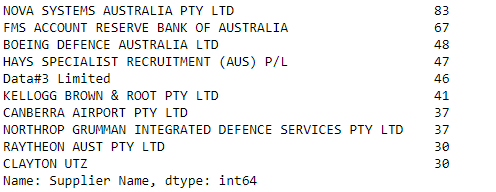 NOVA SYSTEMS AUSTRALIA PTY LTD 83
FMS ACCOUNT RESERVE BANK OF AUSTRALIA 67
BOEING DEFENCE AUSTRALIA LTD 48
HAYS SPECIALIST RECRUITMENT (AUS) P/L 47
Data#3 Limited 46
KELLOGG BROWN & ROOT PTY LTD 41
CANBERRA AIRPORT PTY LTD 37
NORTHROP GRUMMAN INTEGRATED DEFENCE SERVICES PTY LTD 37
RAYTHEON AUST PTY LTD 30
CLAYTON UTZ 30
Name: Supplier Name, dtype: int64